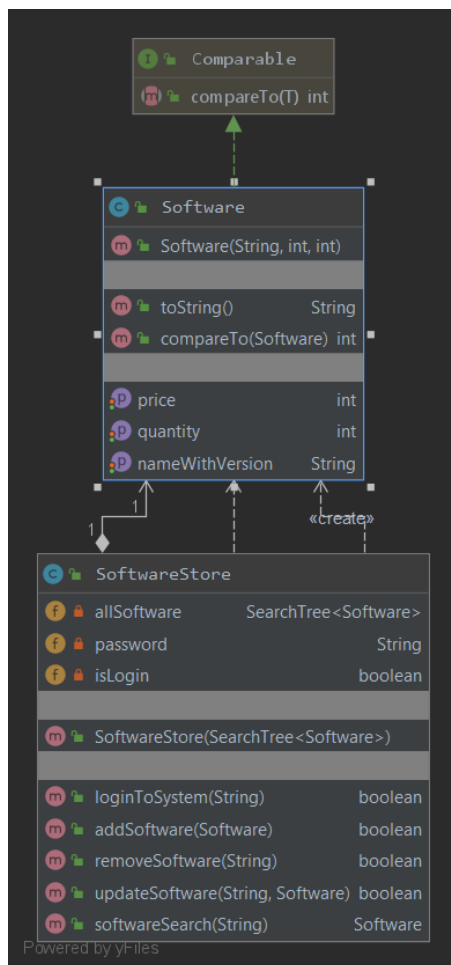 I Comparable
m compareTo(T) int
C Software
m Software(String, int, int)
m toString() String
m compareTo(Software) int
p price int
p quantity int
p nameWithVersion String
1
«create»
1
C SoftwareStore
f allSoftware SearchTree<Software>
f password String
f isLogin boolean
m SoftwareStore(SearchTree<Software>)
m loginToSystem(String) boolean
m addSoftware(Software) boolean
m removeSoftware(String) boolean
m updateSoftware(String, Software) boolean
m softwareSearch(String) Software
Powered by yFiles